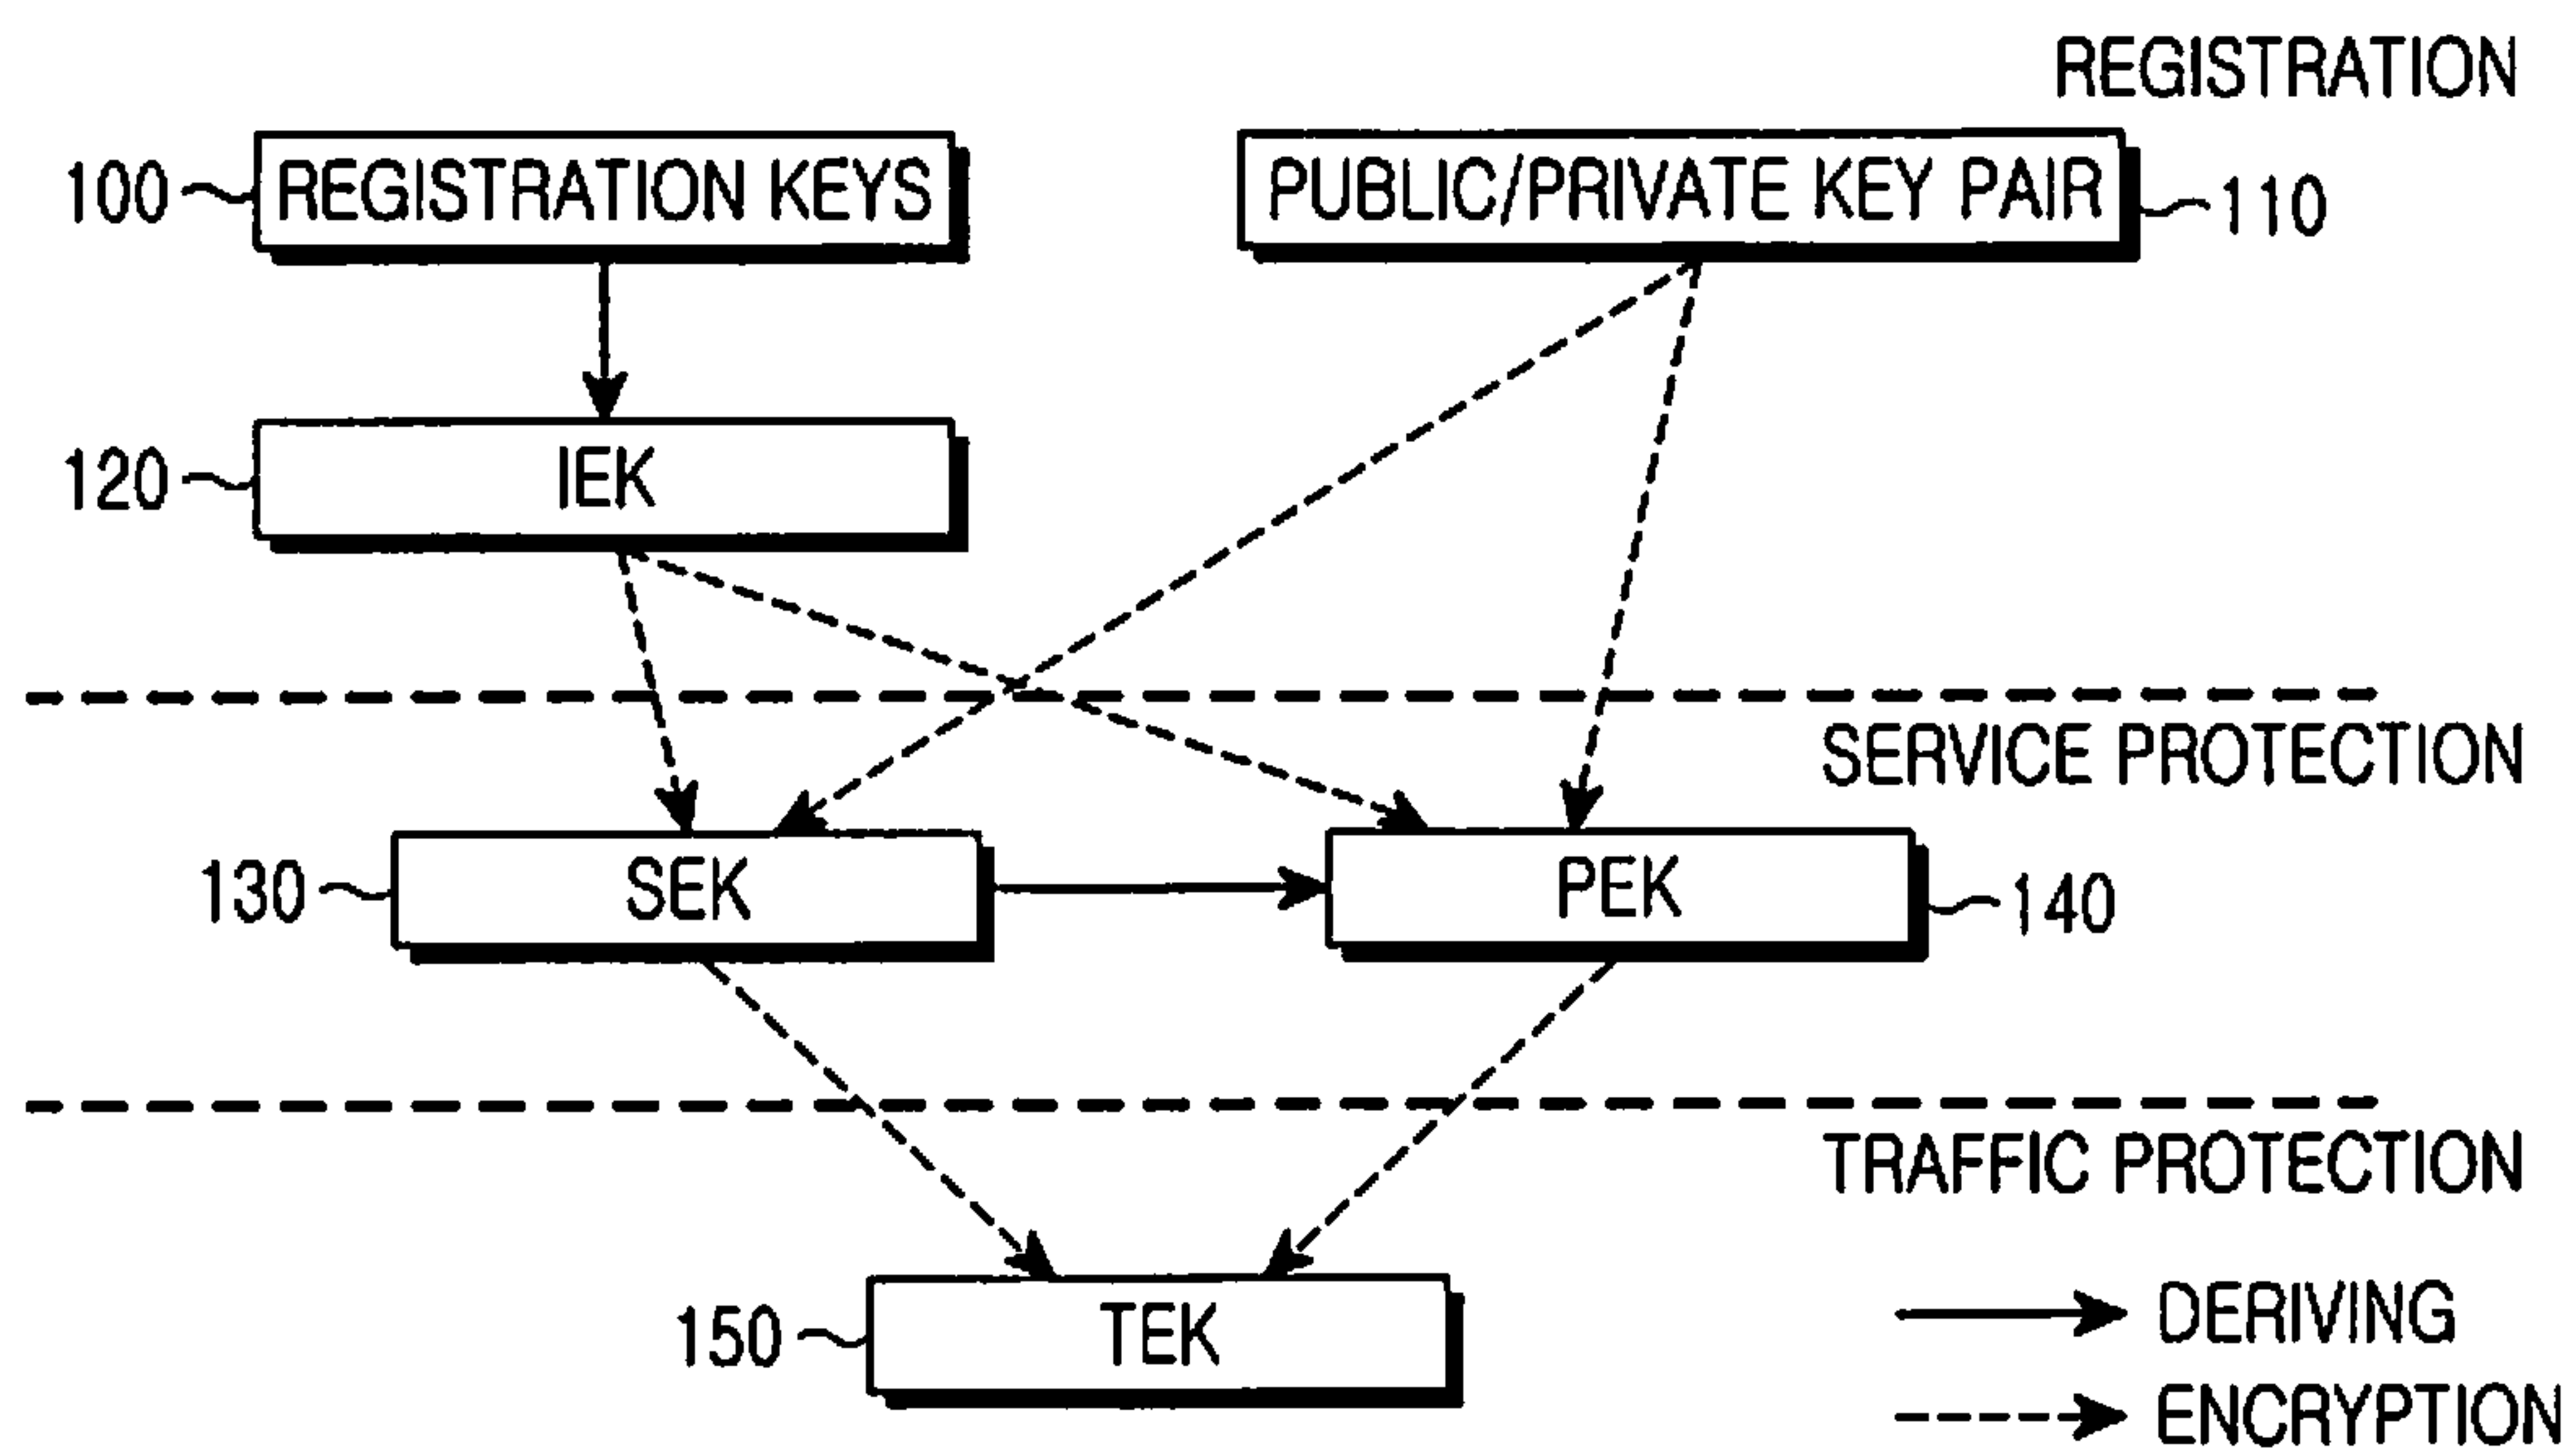 REGISTRATION
100 REGISTRATION KEYS
PUBLIC/PRIVATE KEY PAIR 110
120 IEK
SERVICE PROTECTION
130 SEK
PEK 140
TRAFFIC PROTECTION
150 TEK
DERIVING
ENCRYPTION